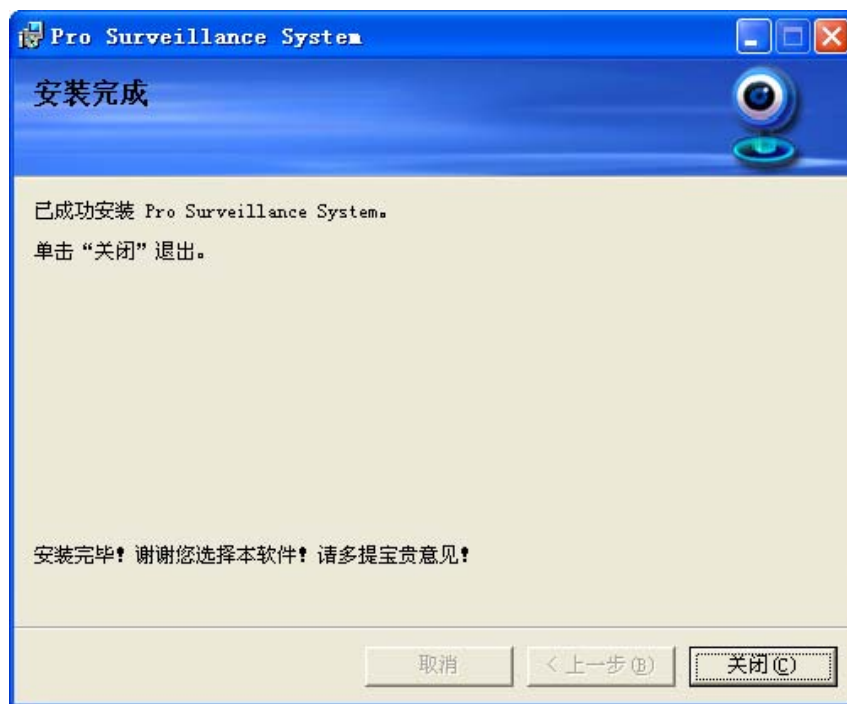 Pro Surveillance System
安装完成
已成功安装 Pro Surveillance System。
单击“关闭”退出。
安装完毕！谢谢您选择本软件！诸多提宝贵意见！
取消
< 上一步(B)
关闭(C)